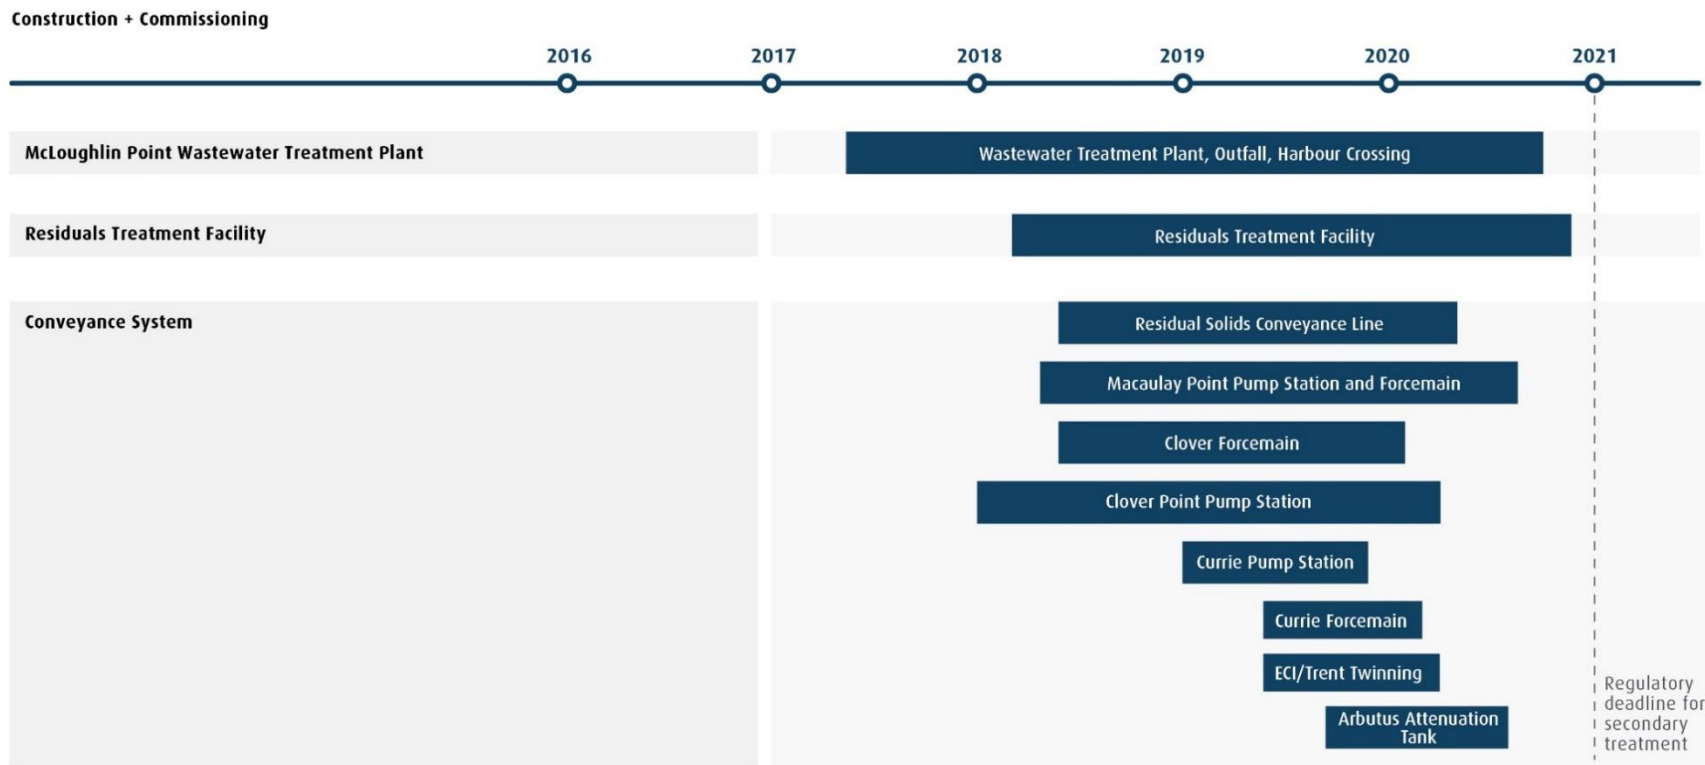 Construction + Commissioning
2016 2017 2018 2019 2020 2021
McLoughlin Point Wastewater Treatment Plant
Wastewater Treatment Plant, Outfall, Harbour Crossing
Residuals Treatment Facility
Residuals Treatment Facility
Conveyance System
Residual Solids Conveyance Line
Macaulay Point Pump Station and Forcemain
Clover Forcemain
Clover Point Pump Station
Currie Pump Station
Currie Forcemain
ECI/Trent Twinning
Arbutus Attenuation
Tank
Regulatory
deadline for
secondary
treatment